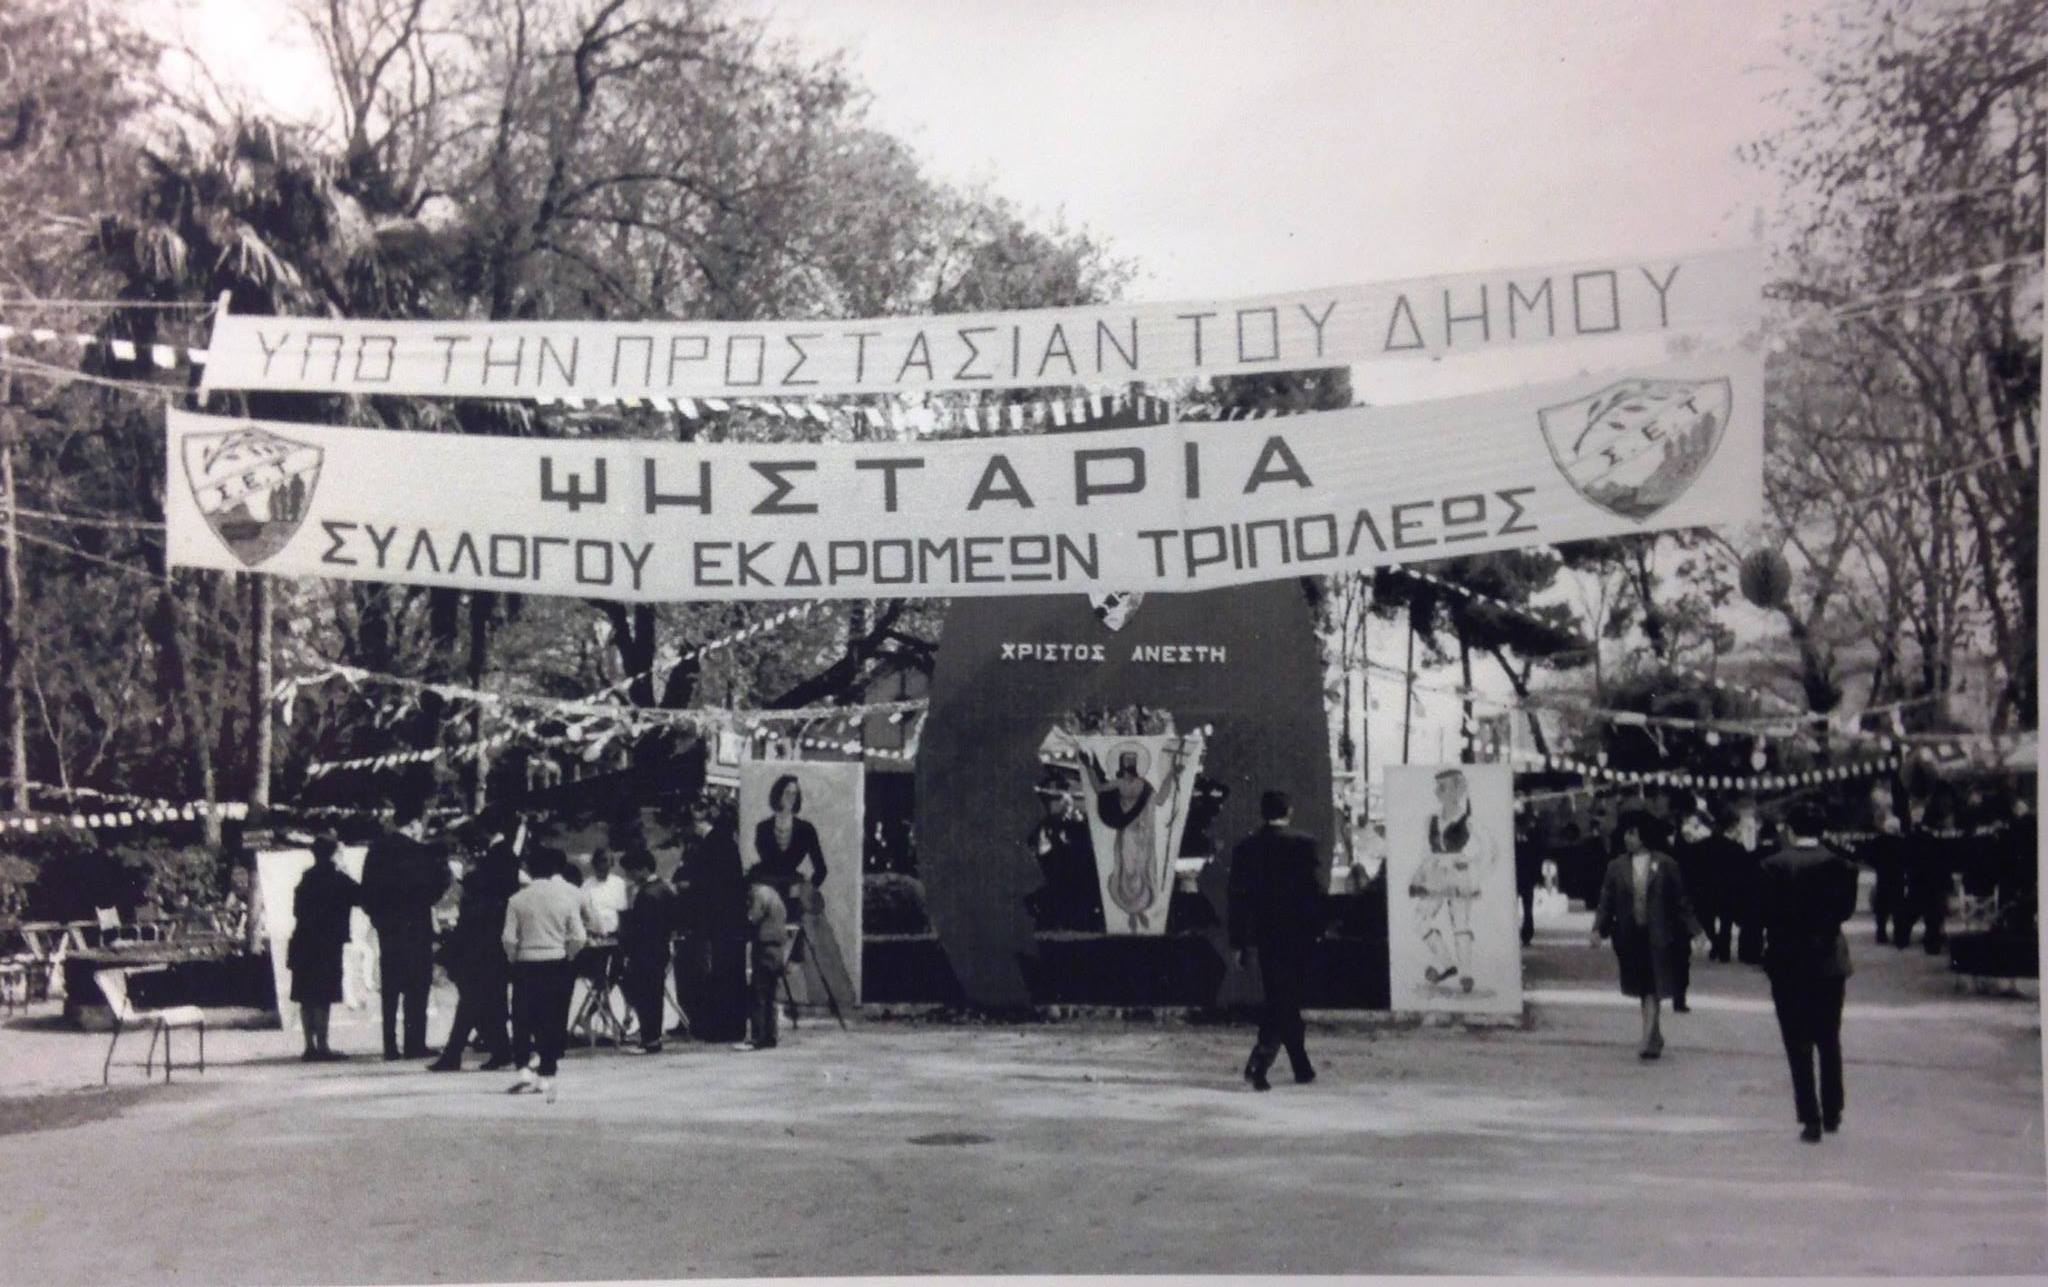 ΥΠΟ ΤΗΝ ΠΡΟΣΤΑΣΙΑΝ ΤΟΥ ΔΗΜΟΥ
Σ.Ε.Τ
ΨΗΣΤΑΡΙΑ
Σ.Ε.Τ
ΣΥΛΛΟΓΟΥ ΕΚΔΡΟΜΕΩΝ ΤΡΙΠΟΛΕΩΣ
ΧΡΙΣΤΟΣ ΑΝΕΣΤΗ